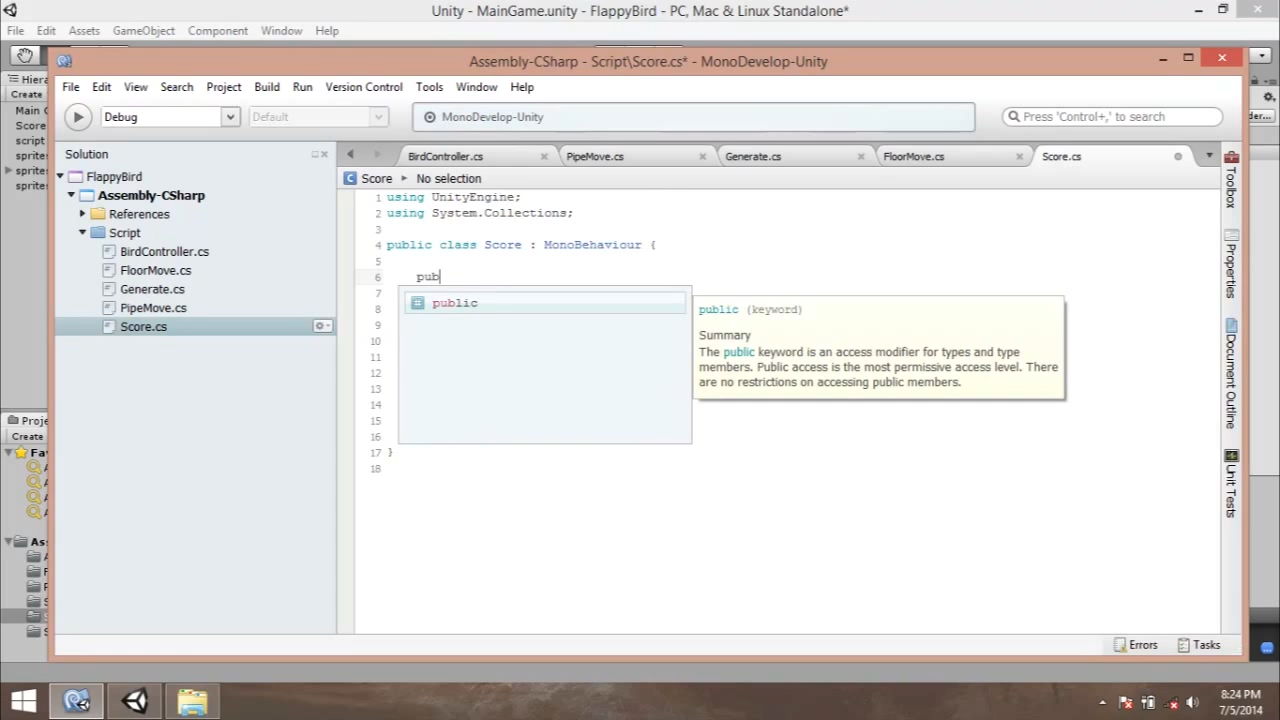 Unity - MainGame.unity - FlappyBird - PC, Mac & Linux Standalone*
File Edit Assets GameObject Component Window Help
Assembly-CSharp - Script\Score.cs* - MonoDevelop-Unity
Hiera
Create
Main C
Score
script
sprites
sprites
sprites
File Edit View Search Project Build Run Version Control Tools Window Help
Debug
Default
MonoDevelop-Unity
Press 'Control+,' to search
der...
Solution
FlappyBird
Assembly-CSharp
References
Script
BirdController.cs
FloorMove.cs
Generate.cs
PipeMove.cs
Score.cs
BirdController.cs PipeMove.cs Generate.cs FloorMove.cs Score.cs
Score No selection
1 using UnityEngine;
2 using System.Collections;
3
4 public class Score : MonoBehaviour {
5
6 pub
7
8
9
10
11
12
13
14
15
16
17 }
18
public
public (keyword)
Summary
The public keyword is an access modifier for types and type
members. Public access is the most permissive access level. There
are no restrictions on accessing public members.
Toolbox
Properties
Document Outline
Unit Tests
Proje
Create
Fav
Ass
Errors Tasks
8:24 PM
7/5/2014